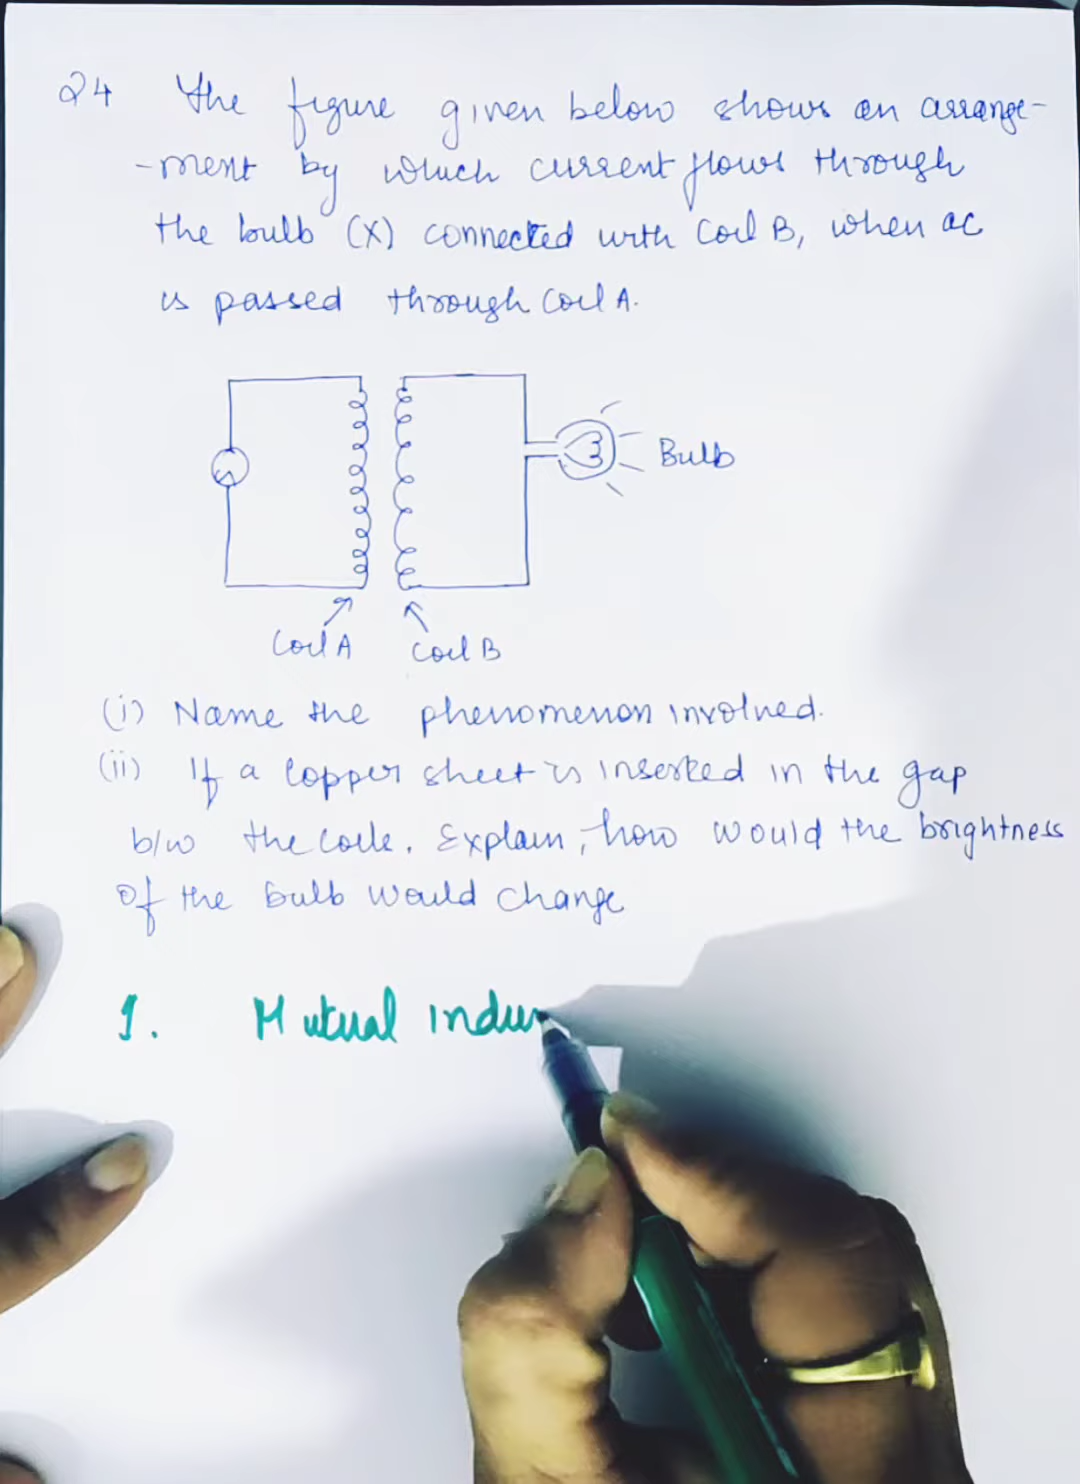 24 The figure given below shows an arrange-
-ment by which current flows through
the bulb (X) connected with coil B, when ac
is passed through coil A.
Bulb
Coil A Coil B
(i) Name the phenomenon involved.
(ii) If a copper sheet is inserted in the gap
b/w the coils. Explain, how would the brightness
of the bulb would change
1. Mutual indu